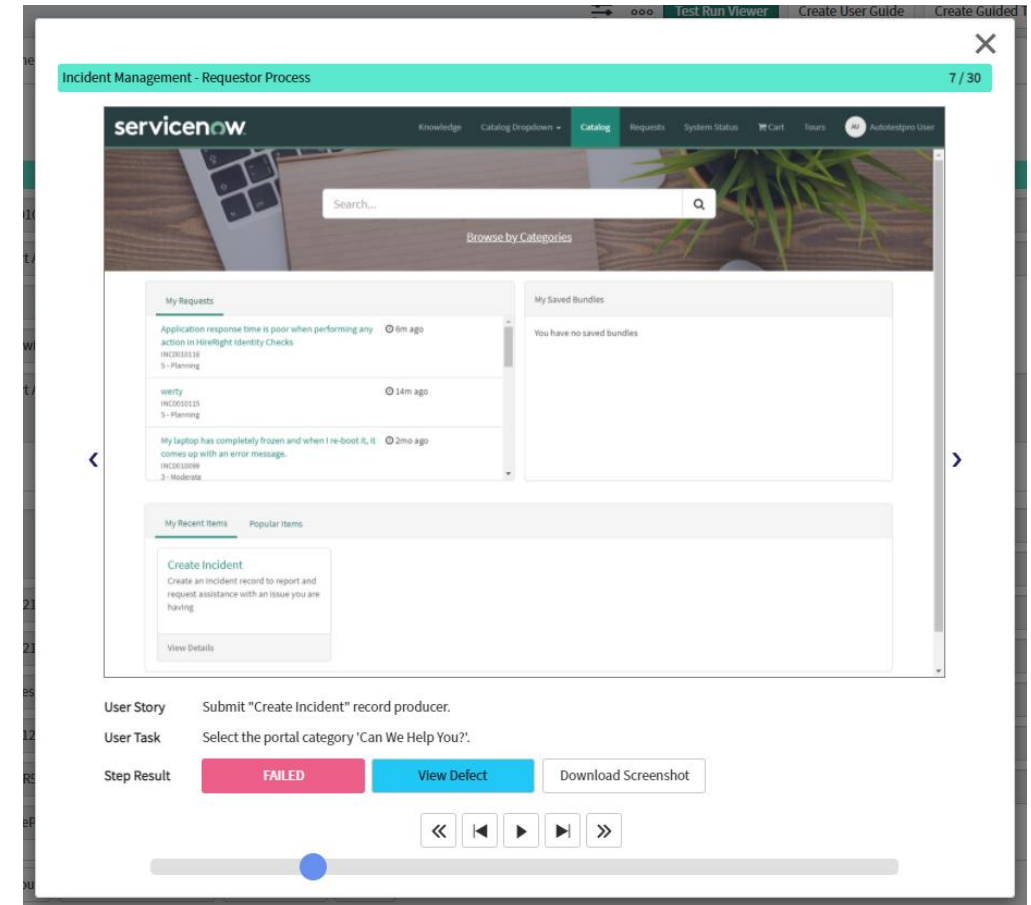 Test Run Viewer Create User Guide Create Guided T
Incident Management - Requestor Process 7 / 30
servicenow
Knowledge Catalog Dropdown Catalog Requests System Status Cart Tours AU Autotestpro User
Search...
Browse by Categories
My Requests
Application response time is poor when performing any 6m ago
action in HireRight Identity Checks
INC0010116
5 - Planning
werty 14m ago
INC0010115
5 - Planning
My laptop has completely frozen and when I re-boot it, it 2mo ago
comes up with an error message.
INC0010099
3 - Moderate
My Saved Bundles
You have no saved bundles
My Recent Items Popular Items
Create Incident
Create an incident record to report and
request assistance with an issue you are
having
View Details
User Story Submit "Create Incident" record producer.
User Task Select the portal category 'Can We Help You?'.
Step Result FAILED View Defect Download Screenshot